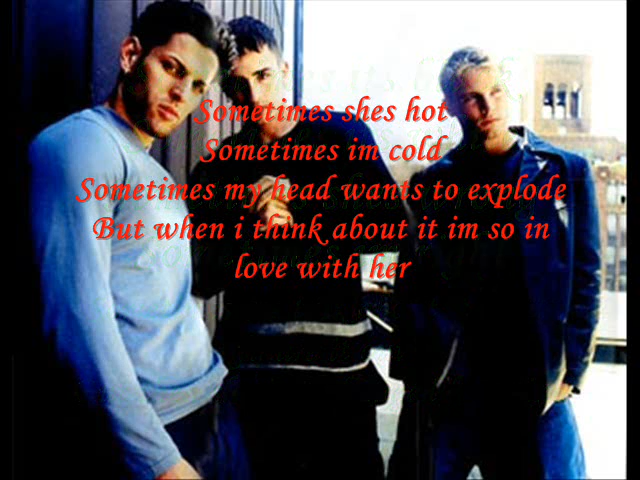 Sometimes shes hot
Sometimes im cold
Sometimes my head wants to explode
But when i think about it im so in
love with her